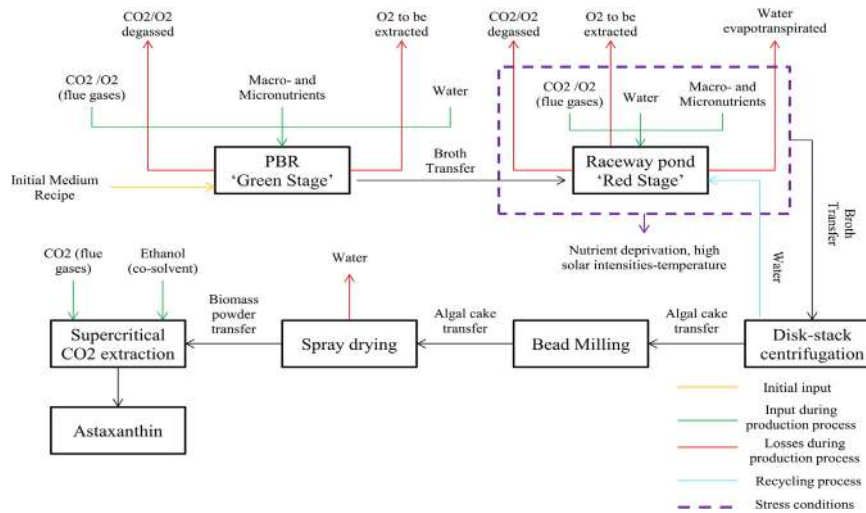 CO2/O2
degassed
O2 to be
extracted
CO2/O2
degassed
O2 to be
extracted
Water
evapotranspirated
CO2 /O2
(flue gases)
Macro- and
Micronutrients
Water
CO2 /O2
(flue gases)
Water
Macro- and
Micronutrients
Initial Medium
Recipe
PBR
'Green Stage'
Broth
Transfer
Raceway pond
'Red Stage'
Broth
Transfer
Water
Nutrient deprivation, high
solar intensities-temperature
CO2 (flue
gases)
Ethanol
(co-solvent)
Water
Supercritical
CO2 extraction
Biomass
powder
transfer
Spray drying
Algal cake
transfer
Bead Milling
Algal cake
transfer
Disk-stack
centrifugation
Astaxanthin
Initial input
Input during
production process
Losses during
production process
Recycling process
Stress conditions